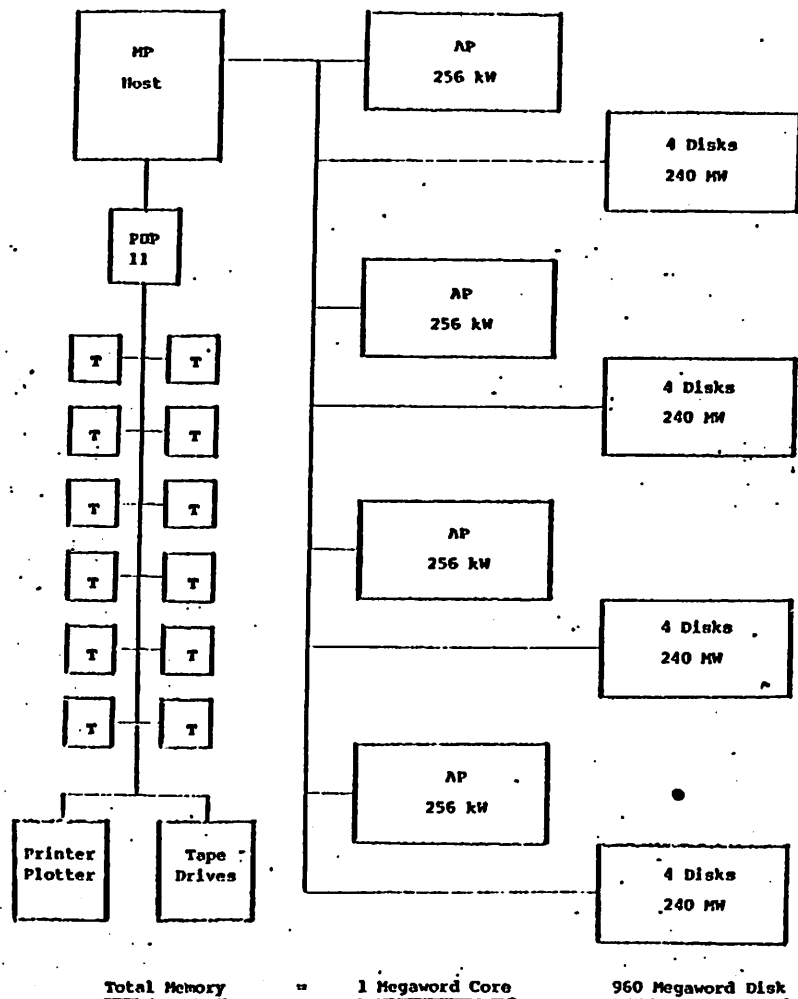 MP
Host
AP
256 kW
4 Disks
240 MW
PDP
11
AP
256 kW
T T
4 Disks
240 MW
T T
T T
AP
256 kW
T T
T T
4 Disks
240 MW
T T
AP
256 kW
Printer
Plotter
Tape
Drives
4 Disks
240 MW
Total Memory = 1 Megaword Core 960 Megaword Disk